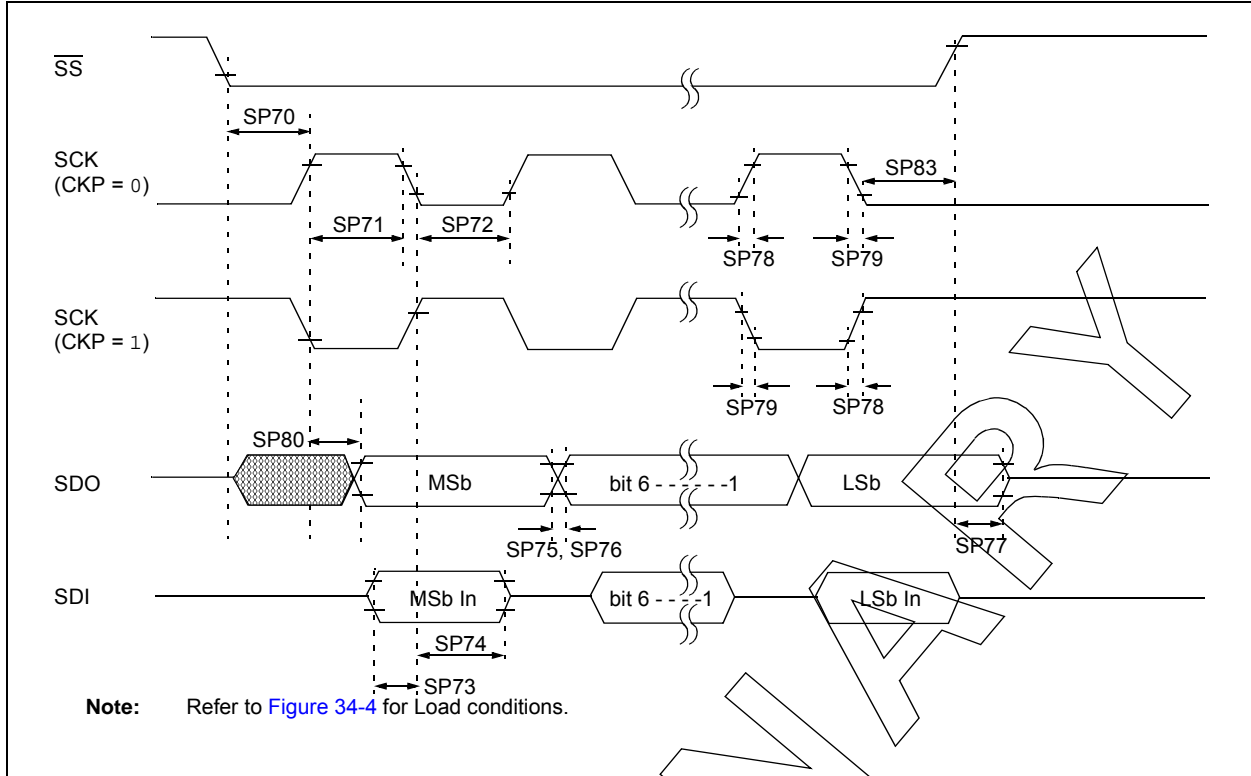 SS
SP70
SCK
(CKP = 0)
SP83
SP71
SP72
SP78
SP79
SCK
(CKP = 1)
SP79
SP78
SP80
SDO
MSb
bit 6 - - - - - -1
LSb
SP75, SP76
SP77
SDI
MSb In
bit 6 - - - -1
LSb In
SP74
SP73
Note: Refer to Figure 34-4 for Load conditions.